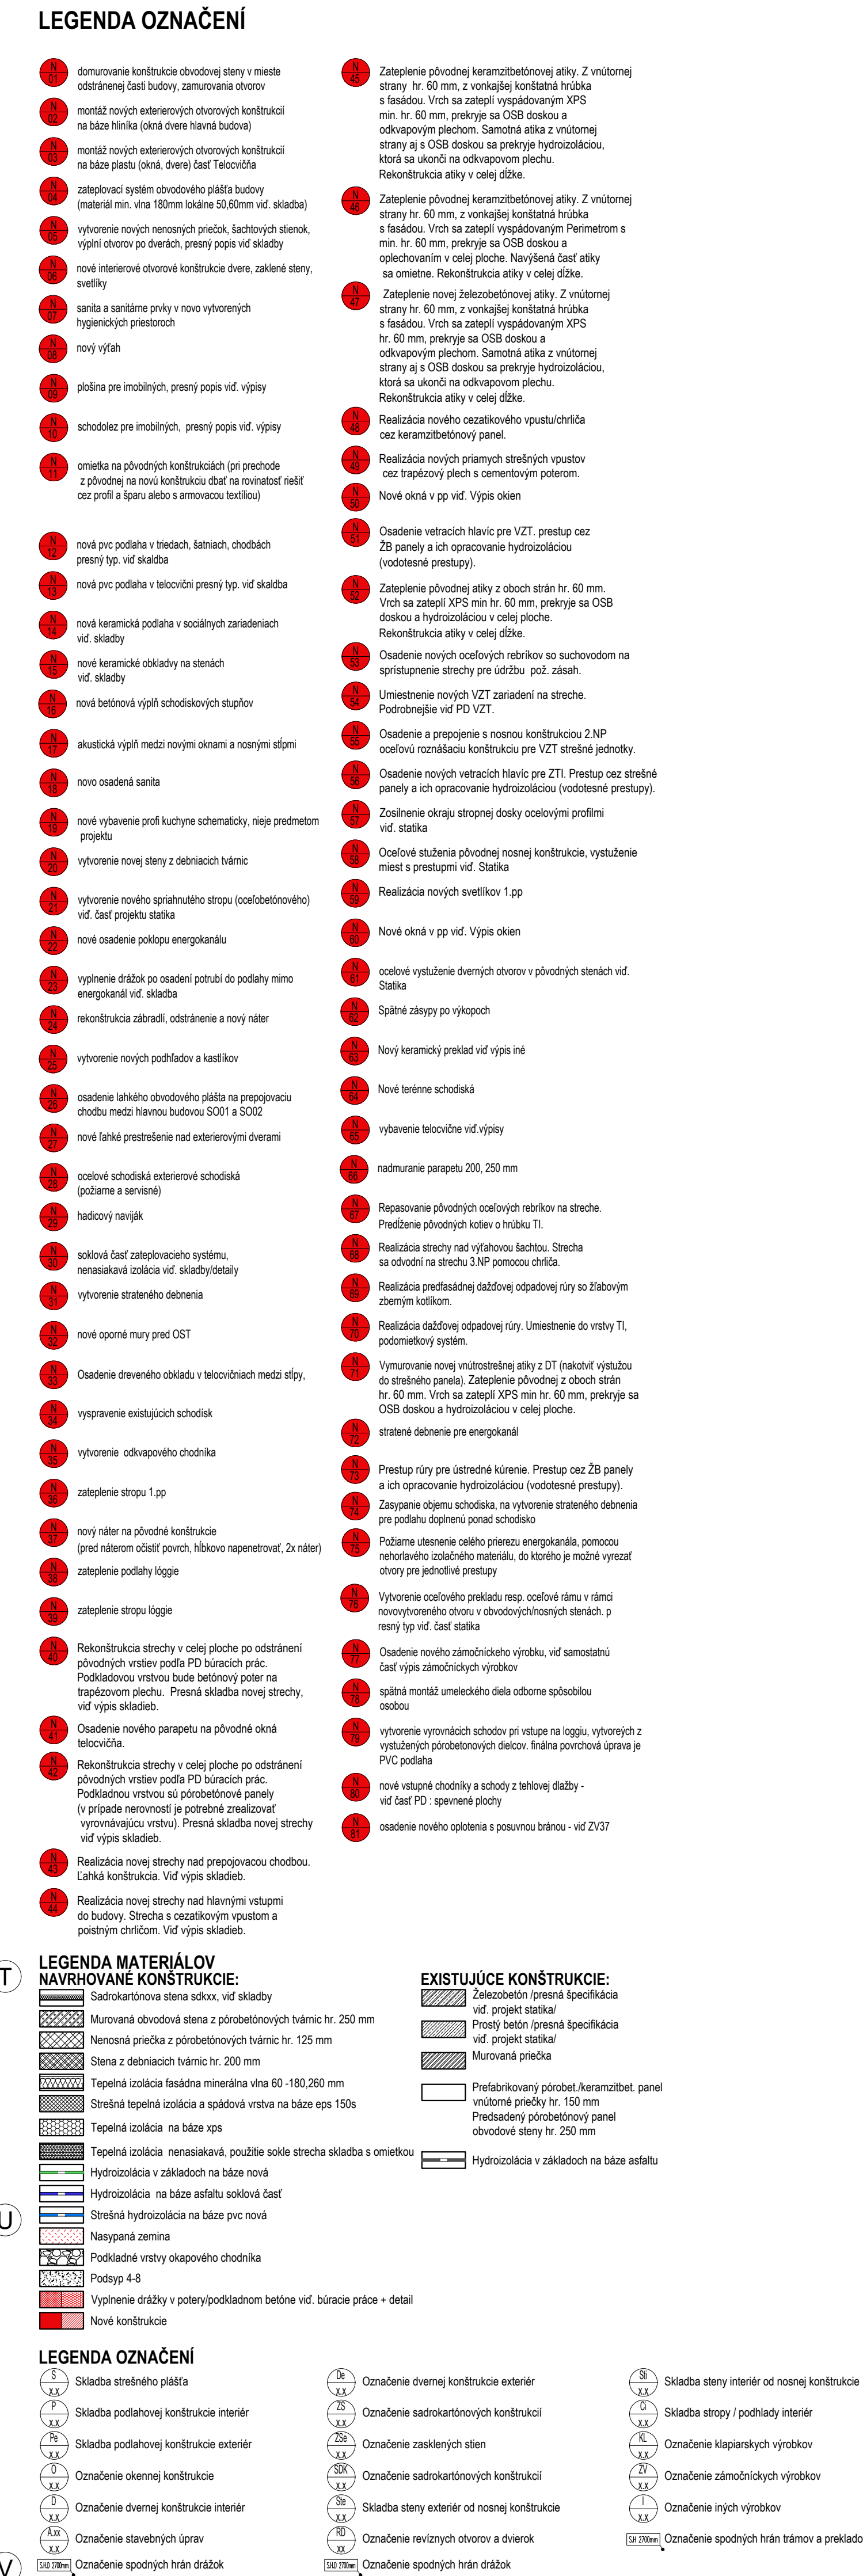 LEGENDA OZNAČENÍ
N 01 domurovanie konštrukcie obvodovej steny v mieste
odstránenej časti budovy, zamurovania otvorov
N 02 montáž nových exterierových otvorových konštrukcií
na báze hliníka (okná dvere hlavná budova)
N 03 montáž nových exterierových otvorových konštrukcií
na báze plastu (okná, dvere) časť Telocvičňa
N 04 zateplovací systém obvodového plášťa budovy
(materiál min. vlna 180mm lokálne 50,60mm viď. skladba)
N 05 vytvorenie nových nenosných priečok, šachtových stienok,
výplní otvorov po dverách, presný popis viď skladby
N 06 nové interierové otvorové konštrukcie dvere, zaklené steny,
svetlíky
N 07 sanita a sanitárne prvky v novo vytvorených
hygienických priestoroch
N 08 nový výťah
N 09 plošina pre imobilných, presný popis viď. výpisy
N 10 schodolez pre imobilných, presný popis viď. výpisy
N 11 omietka na pôvodných konštrukciách (pri prechode
z pôvodnej na novú konštrukciu dbať na rovinatosť riešiť
cez profil a šparu alebo s armovacou textíliou)
N 12 nová pvc podlaha v triedach, šatniach, chodbách
presný typ. viď skaldba
N 13 nová pvc podlaha v telocvični presný typ. viď skaldba
N 14 nová keramická podlaha v sociálnych zariadeniach
viď. skladby
N 15 nové keramické obkladvy na stenách
viď. skladby
N 16 nová betónová výplň schodiskových stupňov
N 17 akustická výplň medzi novými oknami a nosnými stĺpmi
N 18 novo osadená sanita
N 19 nové vybavenie profi kuchyne schematicky, nieje predmetom
projektu
N 20 vytvorenie novej steny z debniacich tvárnic
N 21 vytvorenie nového spriahnutého stropu (oceľobetónového)
viď. časť projektu statika
N 22 nové osadenie poklopu energokanálu
N 23 vyplnenie drážok po osadení potrubí do podlahy mimo
energokanál viď. skladba
N 24 rekonštrukcia zábradlí, odstránenie a nový náter
N 25 vytvorenie nových podhľadov a kastlíkov
N 26 osadenie lahkého obvodového plášta na prepojovaciu
chodbu medzi hlavnou budovou SO01 a SO02
N 27 nové ľahké prestrešenie nad exterierovými dverami
N 28 ocelové schodiská exterierové schodiská
(požiarne a servisné)
N 29 hadicový naviják
N 30 soklová časť zateplovacieho systému,
nenasiakavá izolácia viď. skladby/detaily
N 31 vytvorenie strateného debnenia
N 32 nové oporné mury pred OST
N 33 Osadenie dreveného obkladu v telocvičniach medzi stĺpy,
N 34 vyspravenie existujúcich schodísk
N 35 vytvorenie odkvapového chodníka
N 36 zateplenie stropu 1.pp
N 37 nový náter na pôvodné konštrukcie
(pred náterom očistiť povrch, hĺbkovo napenetrovať, 2x náter)
N 38 zateplenie podlahy lóggie
N 39 zateplenie stropu lóggie
N 40 Rekonštrukcia strechy v celej ploche po odstránení
pôvodných vrstiev podľa PD búracích prác.
Podkladovou vrstvou bude betónový poter na
trapézovom plechu. Presná skladba novej strechy,
viď výpis skladieb.
N 41 Osadenie nového parapetu na pôvodné okná
telocvičňa.
N 42 Rekonštrukcia strechy v celej ploche po odstránení
pôvodných vrstiev podľa PD búracích prác.
Podkladnou vrstvou sú pórobetónové panely
(v prípade nerovností je potrebné zrealizovať
vyrovnávajúcu vrstvu). Presná skladba novej strechy
viď výpis skladieb.
N 43 Realizácia novej strechy nad prepojovacou chodbou.
Ľahká konštrukcia. Viď výpis skladieb.
N 44 Realizácia novej strechy nad hlavnými vstupmi
do budovy. Strecha s cezatikovým vpustom a
poistným chrličom. Viď výpis skladieb.
N 45 Zateplenie pôvodnej keramzitbetónovej atiky. Z vnútornej
strany hr. 60 mm, z vonkajšej konštatná hrúbka
s fasádou. Vrch sa zateplí vyspádovaným XPS
min. hr. 60 mm, prekryje sa OSB doskou a
odkvapovým plechom. Samotná atika z vnútornej
strany aj s OSB doskou sa prekryje hydroizoláciou,
ktorá sa ukonči na odkvapovom plechu.
Rekonštrukcia atiky v celej dĺžke.
N 46 Zateplenie pôvodnej keramzitbetónovej atiky. Z vnútornej
strany hr. 60 mm, z vonkajšej konštatná hrúbka
s fasádou. Vrch sa zateplí vyspádovaným Perimetrom s
min. hr. 60 mm, prekryje sa OSB doskou a
oplechovaním v celej ploche. Navýšená časť atiky
sa omietne. Rekonštrukcia atiky v celej dĺžke.
N 47 Zateplenie novej železobetónovej atiky. Z vnútornej
strany hr. 60 mm, z vonkajšej konštatná hrúbka
s fasádou. Vrch sa zateplí vyspádovaným XPS
hr. 60 mm, prekryje sa OSB doskou a
odkvapovým plechom. Samotná atika z vnútornej
strany aj s OSB doskou sa prekryje hydroizoláciou,
ktorá sa ukonči na odkvapovom plechu.
Rekonštrukcia atiky v celej dĺžke.
N 48 Realizácia nového cezatikového vpustu/chrliča
cez keramzitbetónový panel.
N 49 Realizácia nových priamych strešných vpustov
cez trapézový plech s cementovým poterom.
N 50 Nové okná v pp viď. Výpis okien
N 51 Osadenie vetracích hlavíc pre VZT. prestup cez
ŽB panely a ich opracovanie hydroizoláciou
(vodotesné prestupy).
N 52 Zateplenie pôvodnej atiky z oboch strán hr. 60 mm.
Vrch sa zateplí XPS min hr. 60 mm, prekryje sa OSB
doskou a hydroizoláciou v celej ploche.
Rekonštrukcia atiky v celej dĺžke.
N 53 Osadenie nových oceľových rebríkov so suchovodom na
sprístupnenie strechy pre údržbu pož. zásah.
N 54 Umiestnenie nových VZT zariadení na streche.
Podrobnejšie viď PD VZT.
N 55 Osadenie a prepojenie s nosnou konštrukciou 2.NP
oceľovú roznášaciu konštrukciu pre VZT strešné jednotky.
N 56 Osadenie nových vetracích hlavíc pre ZTI. Prestup cez strešné
panely a ich opracovanie hydroizoláciou (vodotesné prestupy).
N 57 Zosilnenie okraju stropnej dosky ocelovými profilmi
viď. statika
N 58 Oceľové stuženia pôvodnej nosnej konštrukcie, vystuženie
miest s prestupmi viď. Statika
N 59 Realizácia nových svetlíkov 1.pp
N 60 Nové okná v pp viď. Výpis okien
N 61 ocelové vystuženie dverných otvorov v pôvodných stenách viď.
Statika
N 62 Spätné zásypy po výkopoch
N 63 Nový keramický preklad viď výpis iné
N 64 Nové terénne schodiská
N 65 vybavenie telocvične viď.výpisy
N 66 nadmuranie parapetu 200, 250 mm
N 67 Repasovanie pôvodných oceľových rebríkov na streche.
Predĺženie pôvodných kotiev o hrúbku TI.
N 68 Realizácia strechy nad výťahovou šachtou. Strecha
sa odvodní na strechu 3.NP pomocou chrliča.
N 69 Realizácia predfasádnej dažďovej odpadovej rúry so žľabovým
zberným kotlíkom.
N 70 Realizácia dažďovej odpadovej rúry. Umiestnenie do vrstvy TI,
podomietkový systém.
N 71 Vymurovanie novej vnútrostrešnej atiky z DT (nakotviť výstužou
do strešného panela). Zateplenie pôvodnej z oboch strán
hr. 60 mm. Vrch sa zateplí XPS min hr. 60 mm, prekryje sa
OSB doskou a hydroizoláciou v celej ploche.
N 72 stratené debnenie pre energokanál
N 73 Prestup rúry pre ústredné kúrenie. Prestup cez ŽB panely
a ich opracovanie hydroizoláciou (vodotesné prestupy).
N 74 Zasypanie objemu schodiska, na vytvorenie strateného debnenia
pre podlahu doplnenú ponad schodisko
N 75 Požiarne utesnenie celého prierezu energokanála, pomocou
nehorlavého izolačného materiálu, do ktorého je možné vyrezať
otvory pre jednotlivé prestupy
N 76 Vytvorenie oceľového prekladu resp. oceľové rámu v rámci
novovytvoreného otvoru v obvodových/nosných stenách. p
resný typ viď. časť statika
N 77 Osadenie nového zámočníckeho výrobku, viď samostatnú
časť výpis zámočníckych výrobkov
N 78 spätná montáž umeleckého diela odborne spôsobilou
osobou
N 79 vytvorenie vyrovnácich schodov pri vstupe na loggiu, vytvoreých z
vystužených pórobetonových dielcov. finálna povrchová úprava je
PVC podlaha
N 80 nové vstupné chodníky a schody z tehlovej dlažby -
viď časť PD : spevnené plochy
N 81 osadenie nového oplotenia s posuvnou bránou - viď ZV37
T
LEGENDA MATERIÁLOV
NAVRHOVANÉ KONŠTRUKCIE:
Sadrokartónova stena sdkxx, viď skladby
Murovaná obvodová stena z pórobetónových tvárnic hr. 250 mm
Nenosná priečka z pórobetónových tvárnic hr. 125 mm
Stena z debniacich tvárnic hr. 200 mm
Tepelná izolácia fasádna minerálna vlna 60 -180,260 mm
Strešná tepelná izolácia a spádová vrstva na báze eps 150s
Tepelná izolácia na báze xps
Tepelná izolácia nenasiakavá, použitie sokle strecha skladba s omietkou
Hydroizolácia v základoch na báze nová
Hydroizolácia na báze asfaltu soklová časť
U
Strešná hydroizolácia na báze pvc nová
Nasypaná zemina
Podkladné vrstvy okapového chodníka
Podsyp 4-8
Vyplnenie drážky v potery/podkladnom betóne viď. búracie práce + detail
Nové konštrukcie
EXISTUJÚCE KONŠTRUKCIE:
Železobetón /presná špecifikácia
viď. projekt statika/
Prostý betón /presná špecifikácia
viď. projekt statika/
Murovaná priečka
Prefabrikovaný pórobet./keramzitbet. panel
vnútorné priečky hr. 150 mm
Predsadený pórobetónový panel
obvodové steny hr. 250 mm
Hydroizolácia v základoch na báze asfaltu
LEGENDA OZNAČENÍ
S x.x Skladba strešného plášťa
P x.x Skladba podlahovej konštrukcie interiér
Pe x.x Skladba podlahovej konštrukcie exteriér
O x.x Označenie okennej konštrukcie
D x.x Označenie dvernej konštrukcie interiér
A.xx x.x Označenie stavebných úprav
V
S.H.D 2700mm Označenie spodných hrán drážok
De x.x Označenie dvernej konštrukcie exteriér
ZS x.x Označenie sadrokartónových konštrukcií
ZSe x.x Označenie zasklených stien
SDK x.x Označenie sadrokartónových konštrukcií
Ste x.x Skladba steny exteriér od nosnej konštrukcie
RD xx Označenie revíznych otvorov a dvierok
S.H.D 2700mm Označenie spodných hrán drážok
Sti x.x Skladba steny interiér od nosnej konštrukcie
Ci x.x Skladba stropy / podhlady interiér
KL x.x Označenie klapiarskych výrobkov
ZV x.x Označenie zámočníckych výrobkov
I x.x Označenie iných výrobkov
S.H 2700mm Označenie spodných hrán trámov a preklado